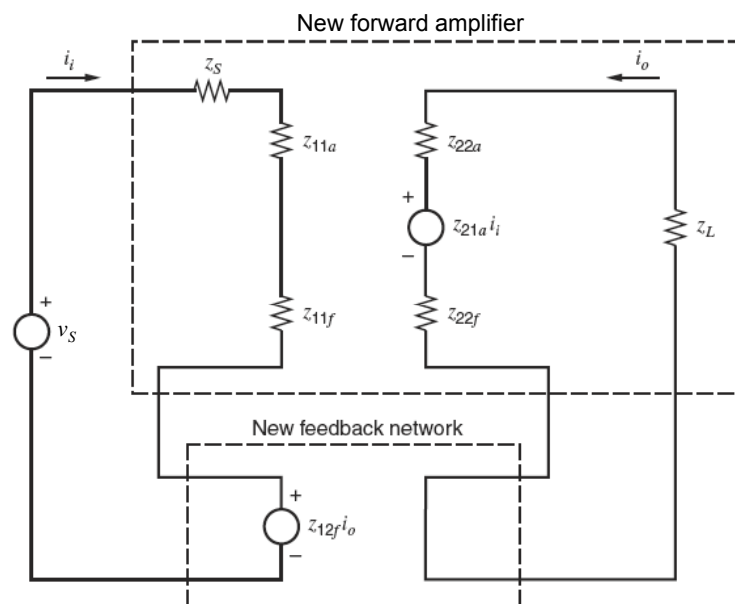 New forward amplifier
i_i
z_S
i_o
z_11a
z_22a
+
z_21a i_i
−
z_L
z_11f
z_22f
+
v_S
−
New feedback network
+
z_12f i_o
−